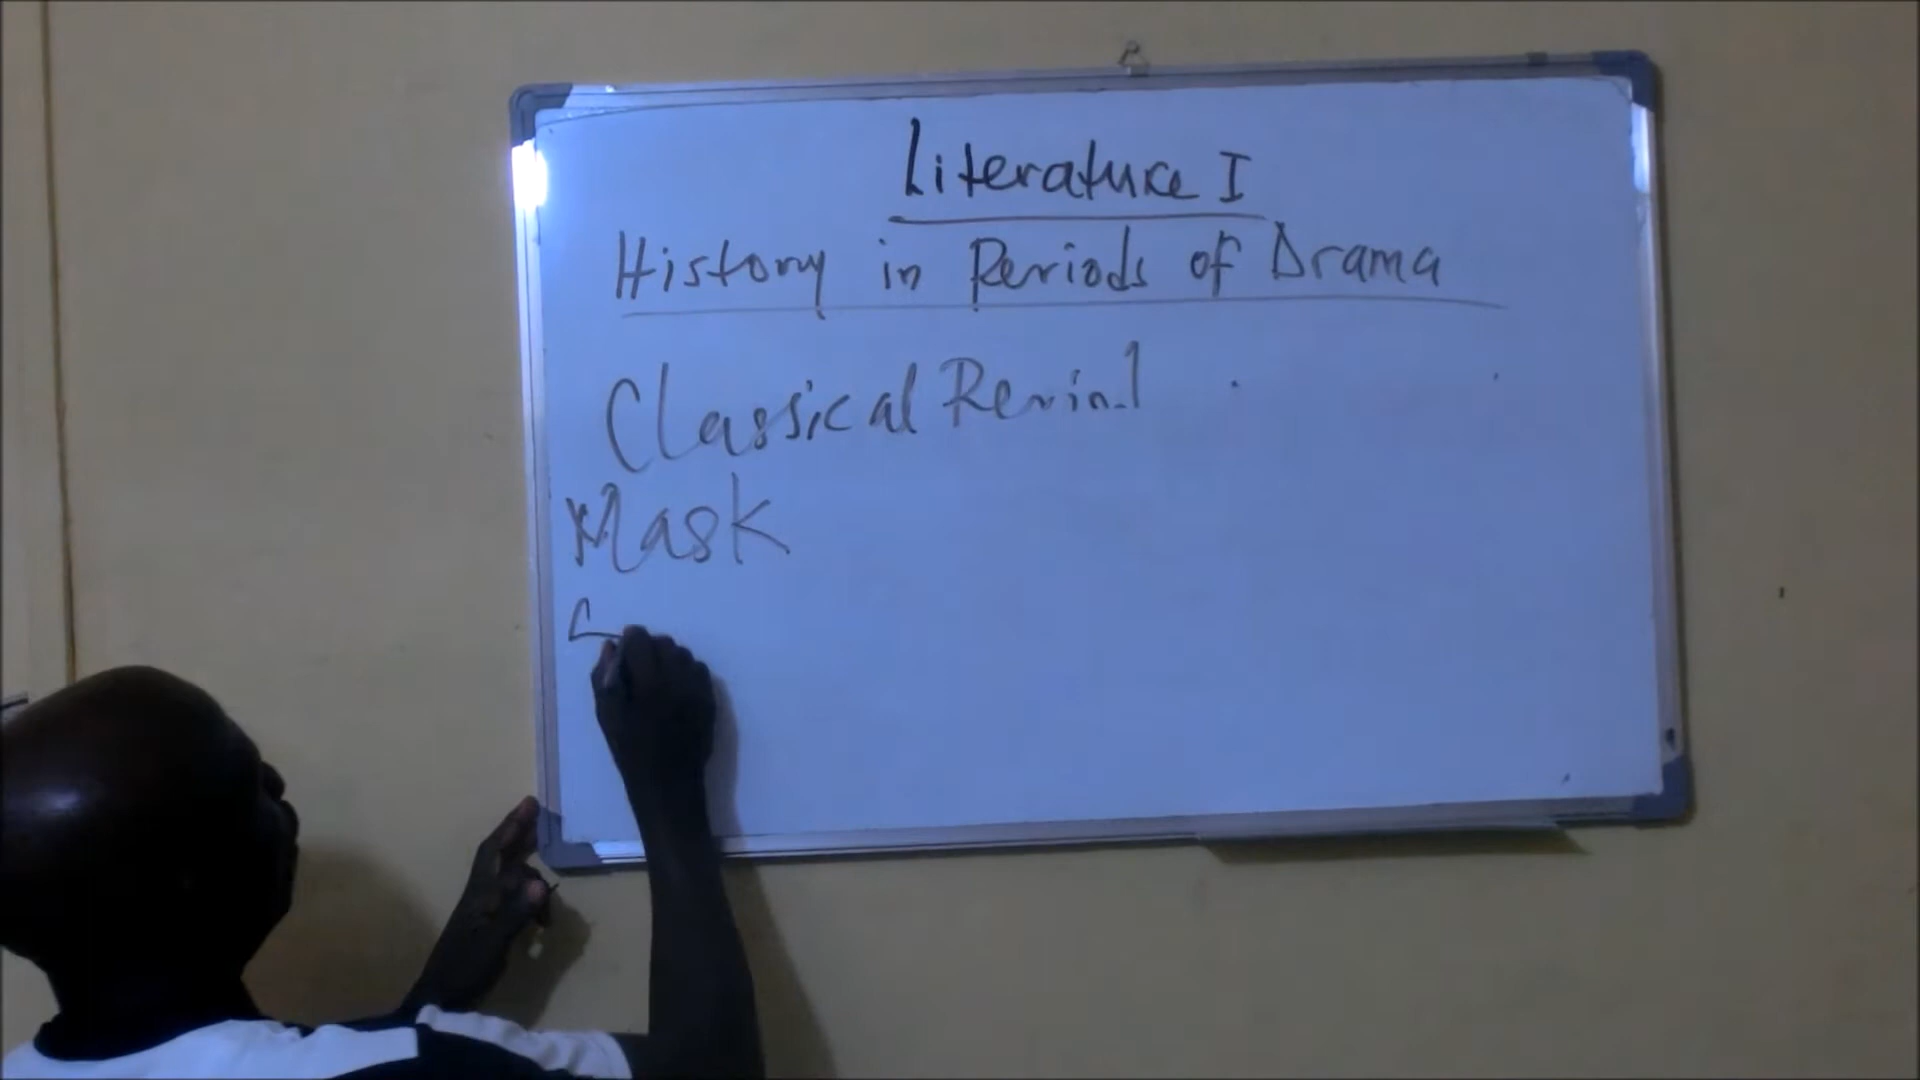 Literature I
History in Periods of Drama
Classical Revival
Mask